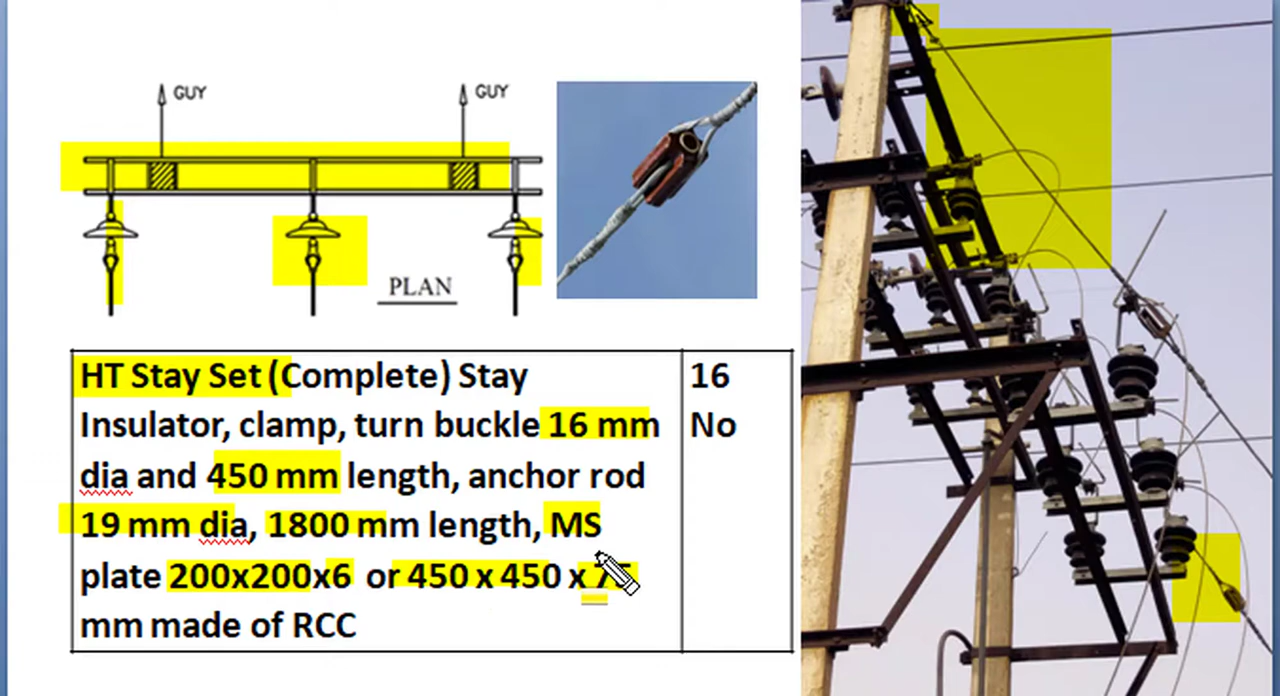 GUY
GUY
PLAN
HT Stay Set (Complete) Stay
Insulator, clamp, turn buckle 16 mm
dia and 450 mm length, anchor rod
19 mm dia, 1800 mm length, MS
plate 200x200x6 or 450 x 450 x 75
mm made of RCC
16
No